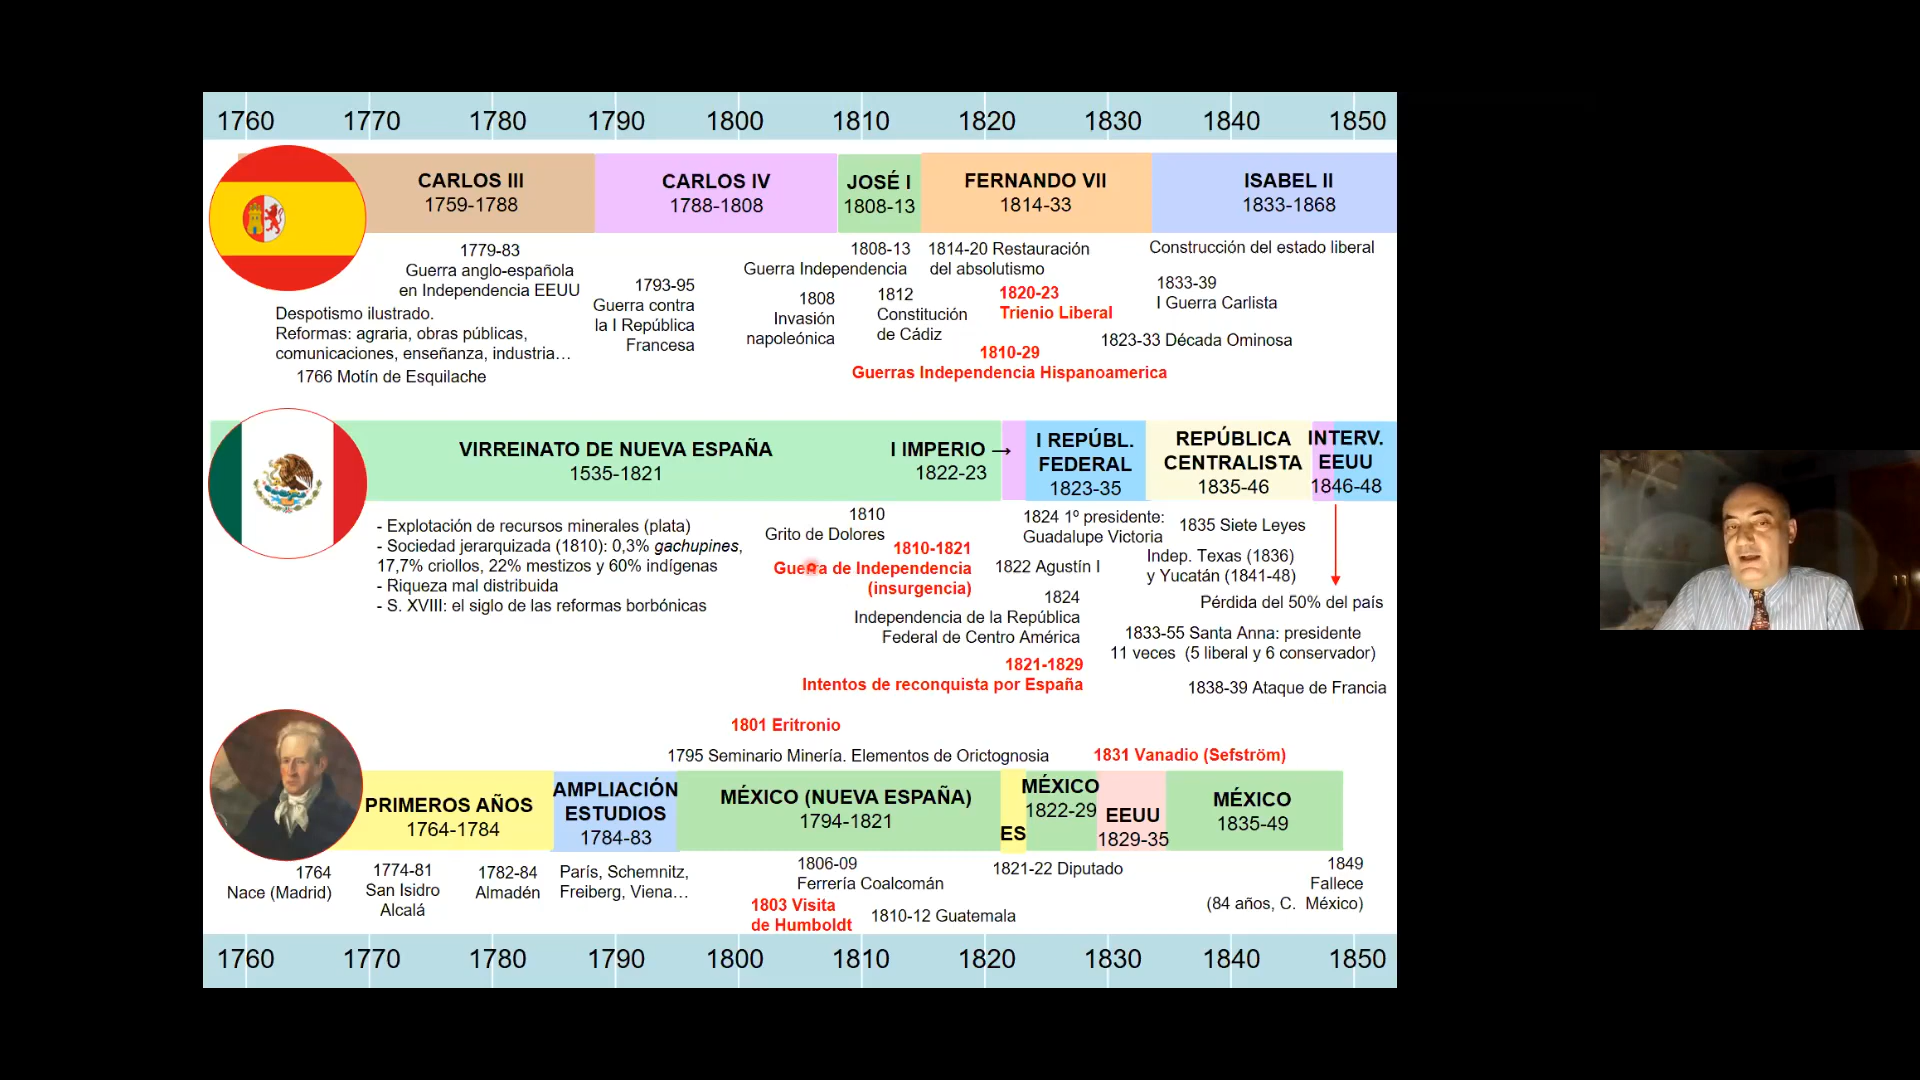 1760 1770 1780 1790 1800 1810 1820 1830 1840 1850
CARLOS III
1759-1788
CARLOS IV
1788-1808
JOSÉ I
1808-13
FERNANDO VII
1814-33
ISABEL II
1833-1868
1779-83
Guerra anglo-española
en Independencia EEUU
Despotismo ilustrado.
Reformas: agraria, obras públicas,
comunicaciones, enseñanza, industria…
1766 Motín de Esquilache
1793-95
Guerra contra
la I República
Francesa
1808-13
Guerra Independencia
1808
Invasión
napoleónica
1812
Constitución
de Cádiz
1814-20 Restauración
del absolutismo
1820-23
Trienio Liberal
1810-29
Guerras Independencia Hispanoamerica
Construcción del estado liberal
1833-39
I Guerra Carlista
1823-33 Década Ominosa
VIRREINATO DE NUEVA ESPAÑA
1535-1821
I IMPERIO →
1822-23
I REPÚBL.
FEDERAL
1823-35
REPÚBLICA
CENTRALISTA
1835-46
INTERV.
EEUU
1846-48
- Explotación de recursos minerales (plata)
- Sociedad jerarquizada (1810): 0,3% gachupines,
17,7% criollos, 22% mestizos y 60% indígenas
- Riqueza mal distribuida
- S. XVIII: el siglo de las reformas borbónicas
1810
Grito de Dolores
1810-1821
Guerra de Independencia
(insurgencia)
1824 1º presidente:
Guadalupe Victoria
1822 Agustín I
1824
Independencia de la República
Federal de Centro América
1821-1829
Intentos de reconquista por España
1835 Siete Leyes
Indep. Texas (1836)
y Yucatán (1841-48)
Pérdida del 50% del país
1833-55 Santa Anna: presidente
11 veces (5 liberal y 6 conservador)
1838-39 Ataque de Francia
1801 Eritronio
1795 Seminario Minería. Elementos de Orictognosia
1831 Vanadio (Sefström)
PRIMEROS AÑOS
1764-1784
AMPLIACIÓN
ESTUDIOS
1784-83
MÉXICO (NUEVA ESPAÑA)
1794-1821
ES
MÉXICO
1822-29
EEUU
1829-35
MÉXICO
1835-49
1764
Nace (Madrid)
1774-81
San Isidro
Alcalá
1782-84
Almadén
París, Schemnitz,
Freiberg, Viena…
1806-09
Ferrería Coalcomán
1803 Visita
de Humboldt
1810-12 Guatemala
1821-22 Diputado
1849
Fallece
(84 años, C. México)
1760 1770 1780 1790 1800 1810 1820 1830 1840 1850